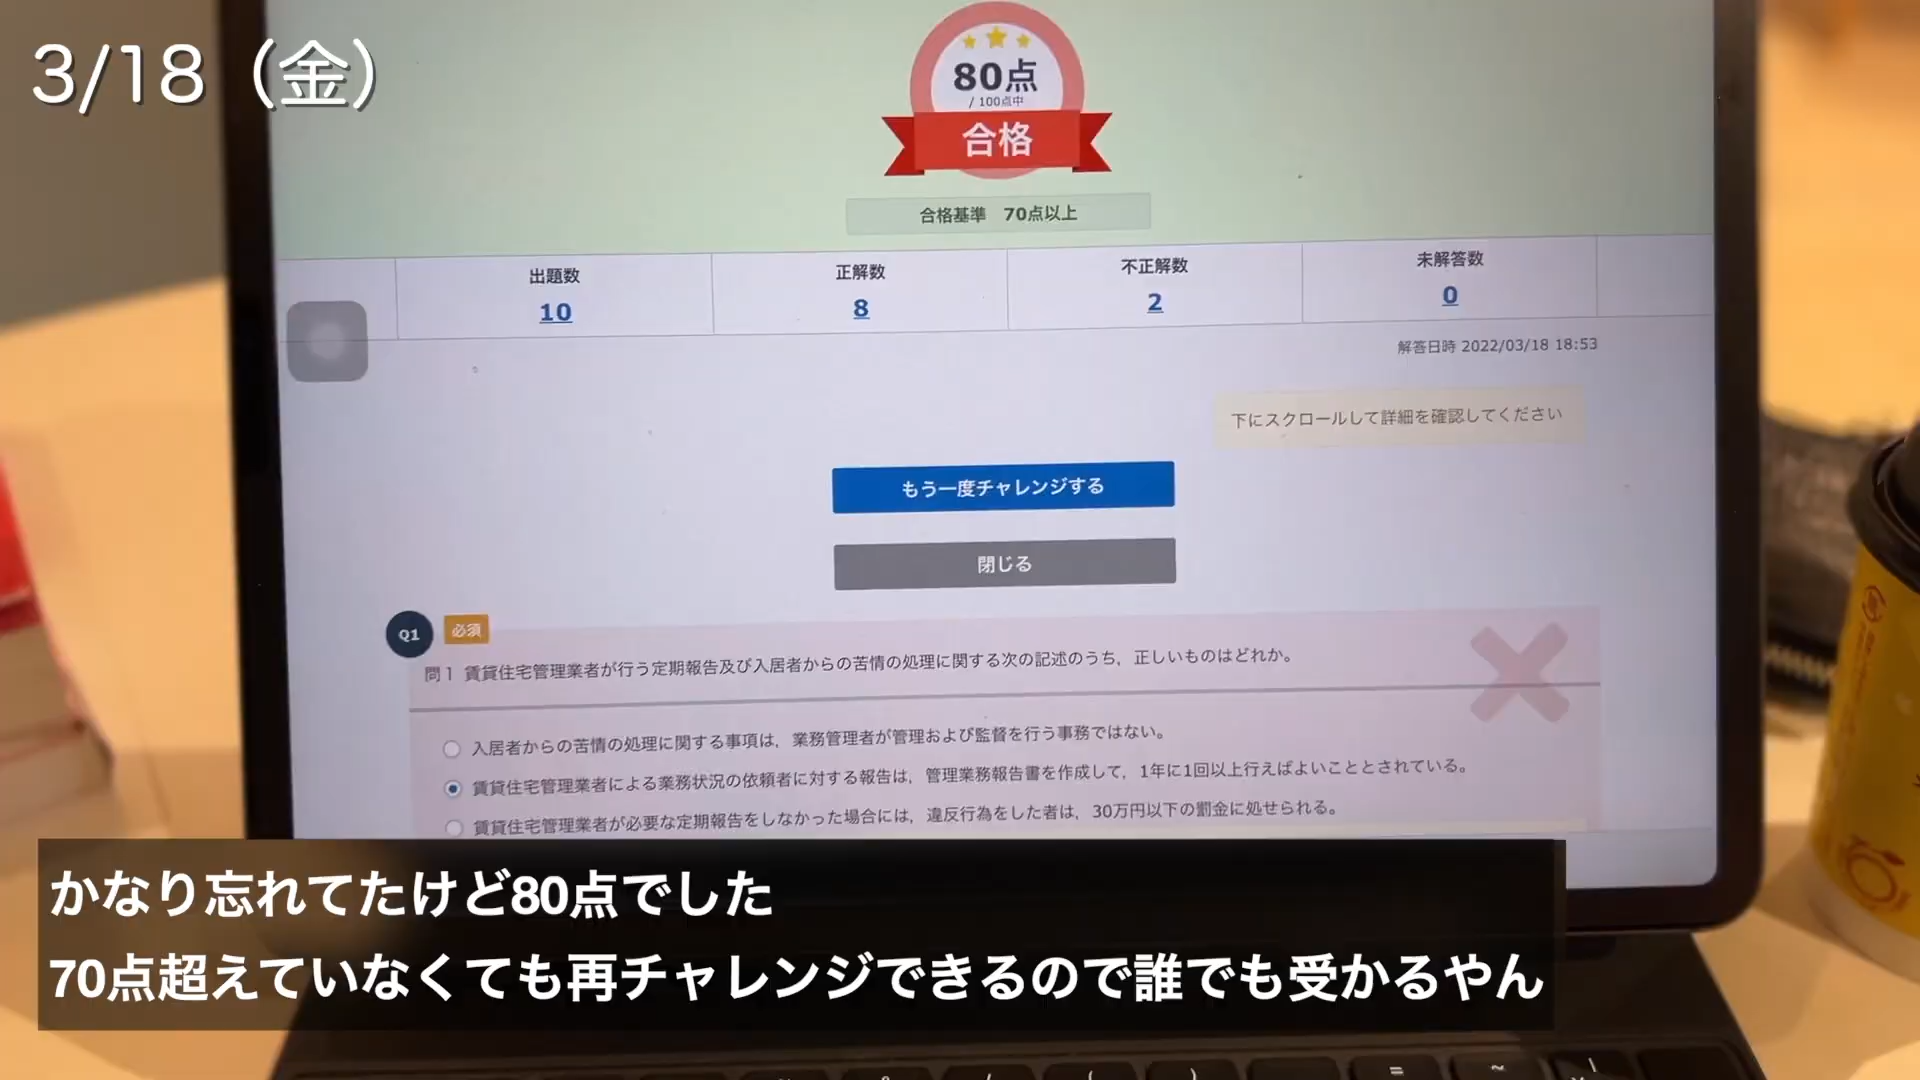 3/18（金）
80点
/ 100点中
合格
合格基準 70点以上
出題数
正解数
不正解数
未解答数
10
8
2
0
解答日時 2022/03/18 18:53
下にスクロールして詳細を確認してください
もう一度チャレンジする
閉じる
Q1
必須
問1 賃貸住宅管理業者が行う定期報告及び入居者からの苦情の処理に関する次の記述のうち、正しいものはどれか。
入居者からの苦情の処理に関する事項は、業務管理者が管理および監督を行う事務ではない。
賃貸住宅管理業者による業務状況の依頼者に対する報告は、管理業務報告書を作成して、1年に1回以上行えばよいこととされている。
賃貸住宅管理業者が必要な定期報告をしなかった場合には、違反行為をした者は、30万円以下の罰金に処せられる。
かなり忘れてたけど80点でした
70点超えていなくても再チャレンジできるので誰でも受かるやん